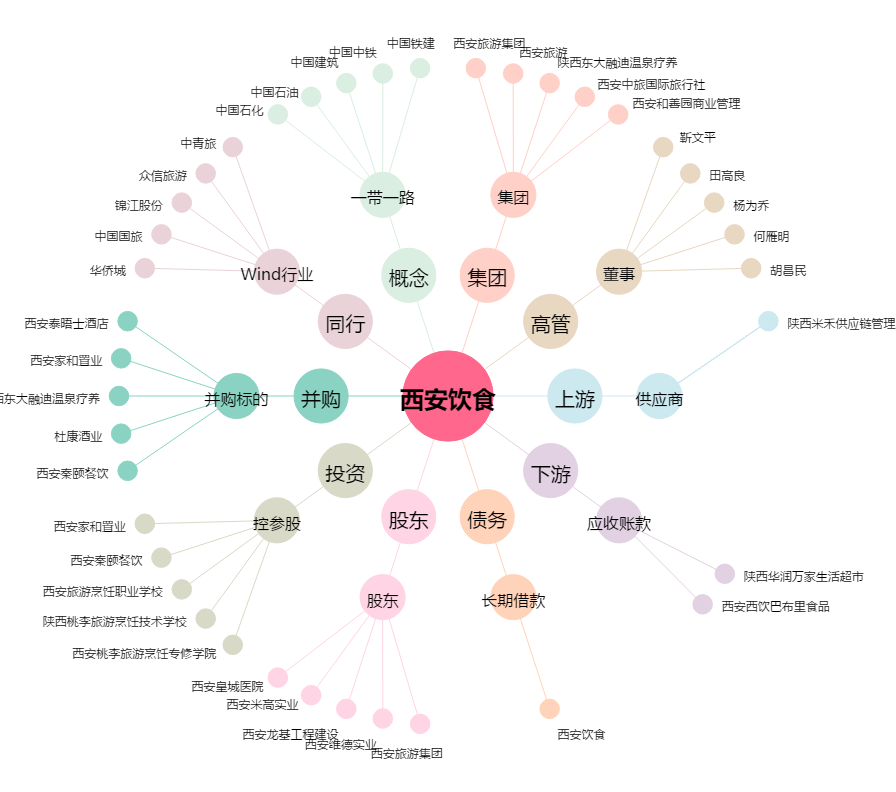 中国铁建
西安旅游集团
中国中铁
西安旅游
中国建筑
陕西东大融迪温泉疗养
中国石油
西安中旅国际旅行社
中国石化
西安和善园商业管理
中青旅
靳文平
众信旅游
田高良
锦江股份
一带一路
集团
杨为乔
中国国旅
何雁明
华侨城
Wind行业
概念
集团
董事
胡昌民
西安泰晤士酒店
同行
高管
陕西米禾供应链管理
西安家和置业
西东大融迪温泉疗养
并购标的
并购
西安饮食
上游
供应商
杜康酒业
西安秦颐餐饮
投资
下游
西安家和置业
控参股
股东
债务
应收账款
西安秦颐餐饮
陕西华润万家生活超市
西安旅游烹饪职业学校
股东
长期借款
西安西饮巴布里食品
陕西桃李旅游烹饪技术学校
西安桃李旅游烹饪专修学院
西安皇城医院
西安米高实业
西安龙基工程建设
西安饮食
西安维德实业
西安旅游集团